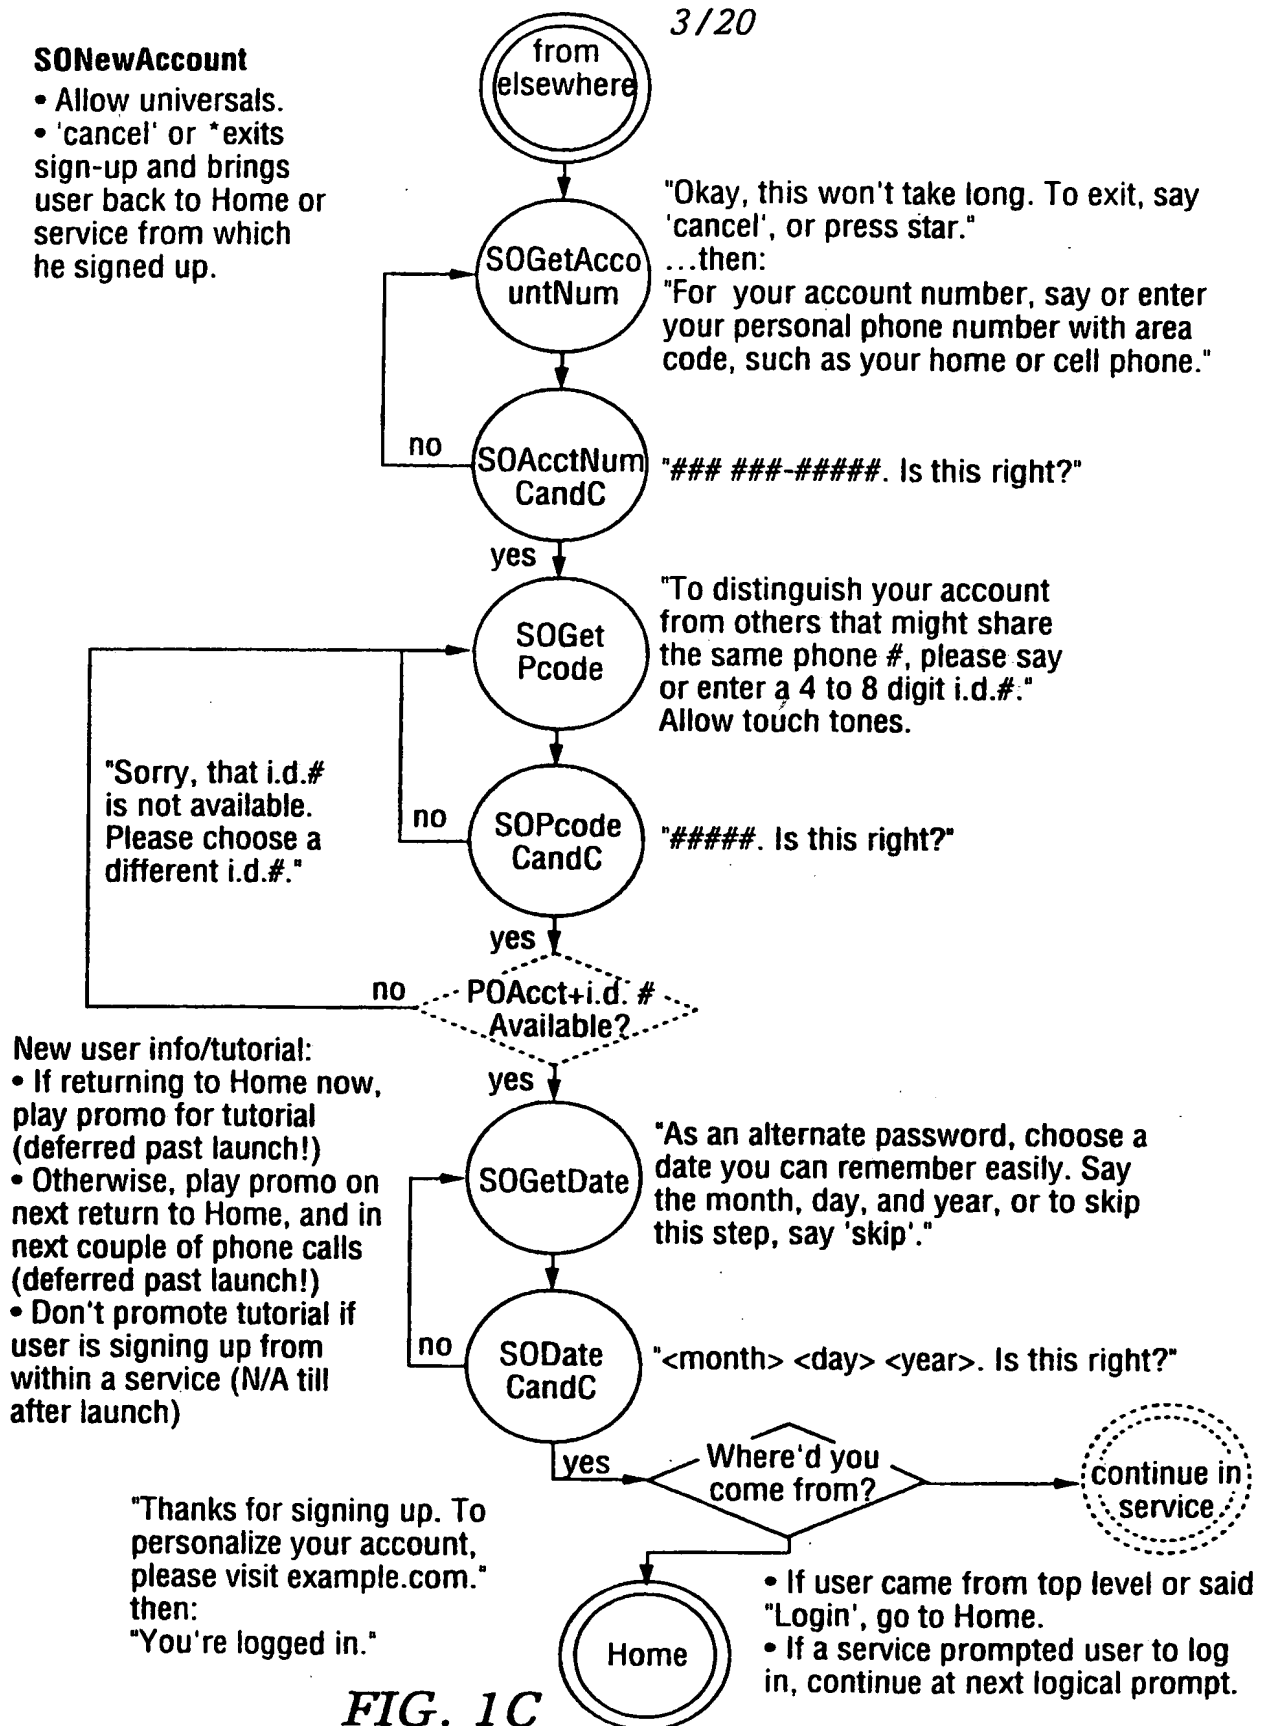 3/20
SONewAccount
• Allow universals.
• 'cancel' or *exits
sign-up and brings
user back to Home or
service from which
he signed up.
from
elsewhere
"Okay, this won't take long. To exit, say
'cancel', or press star."
...then:
"For your account number, say or enter
your personal phone number with area
code, such as your home or cell phone."
SOGetAcco
untNum
no
SOAcctNum
CandC
"### ###-#####. Is this right?"
yes
SOGet
Pcode
"To distinguish your account
from others that might share
the same phone #, please say
or enter a 4 to 8 digit i.d.#."
Allow touch tones.
"Sorry, that i.d.#
is not available.
Please choose a
different i.d.#."
no
SOPcode
CandC
"#####. Is this right?"
yes
no
POAcct+i.d. #
Available?
yes
New user info/tutorial:
• If returning to Home now,
play promo for tutorial
(deferred past launch!)
• Otherwise, play promo on
next return to Home, and in
next couple of phone calls
(deferred past launch!)
• Don't promote tutorial if
user is signing up from
within a service (N/A till
after launch)
SOGetDate
"As an alternate password, choose a
date you can remember easily. Say
the month, day, and year, or to skip
this step, say 'skip'."
no
SODate
CandC
"<month> <day> <year>. Is this right?"
yes
Where'd you
come from?
continue in
service
"Thanks for signing up. To
personalize your account,
please visit example.com."
then:
"You're logged in."
Home
• If user came from top level or said
"Login', go to Home.
• If a service prompted user to log
in, continue at next logical prompt.
FIG. 1C